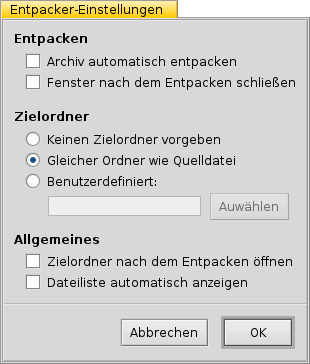 Entpacker-Einstellungen
Entpacken
Archiv automatisch entpacken
Fenster nach dem Entpacken schließen
Zielordner
Keinen Zielordner vorgeben
Gleicher Ordner wie Quelldatei
Benutzerdefiniert:
Auwählen
Allgemeines
Zielordner nach dem Entpacken öffnen
Dateiliste automatisch anzeigen
Abbrechen OK